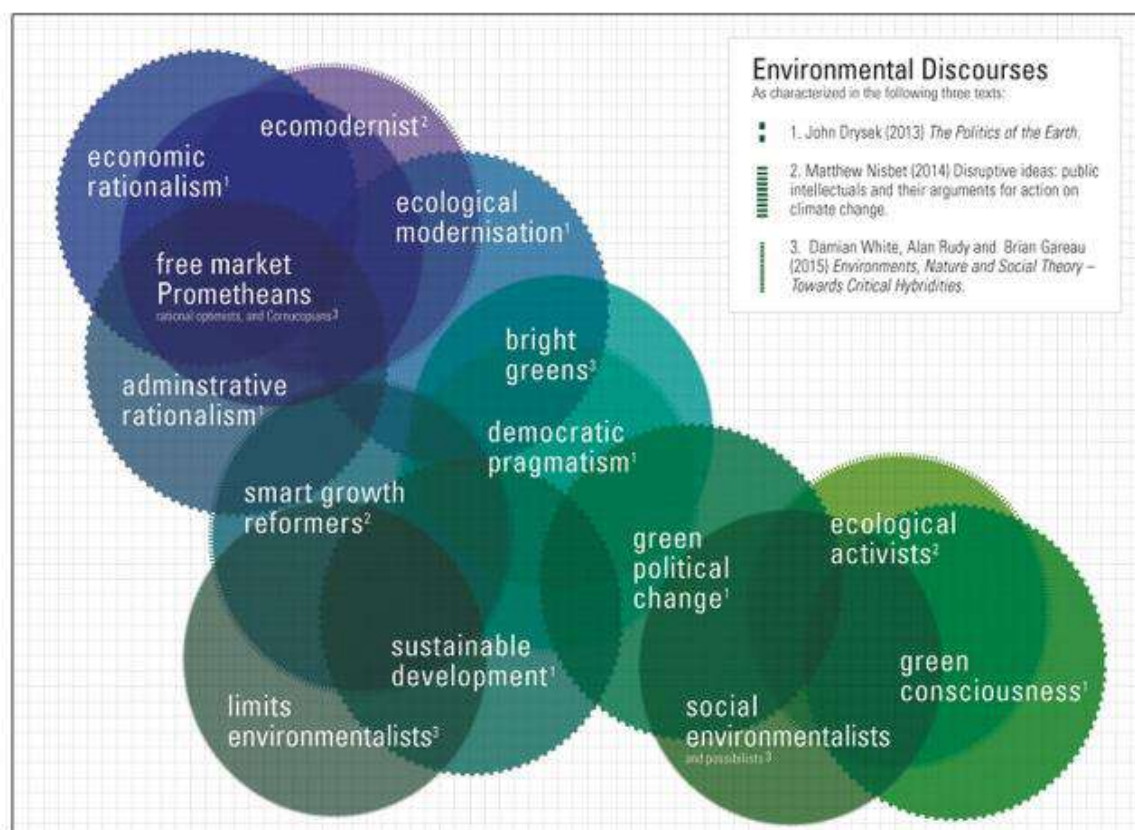 Environmental Discourses
As characterized in the following three texts:
1. John Drysek (2013) The Politics of the Earth.
2. Matthew Nisbet (2014) Disruptive ideas: public
intellectuals and their arguments for action on
climate change.
3. Damian White, Alan Rudy and Brian Gareau
(2015) Environments, Nature and Social Theory –
Towards Critical Hybridities.
ecomodernist²
economic
rationalism¹
ecological
modernisation¹
free market
Prometheans
rational optimists, and Cornucopians³
bright
greens³
adminstrative
rationalism¹
democratic
pragmatism¹
smart growth
reformers²
ecological
activists²
green
political
change¹
sustainable
development¹
green
consciousness¹
limits
environmentalists³
social
environmentalists
and possibilists³